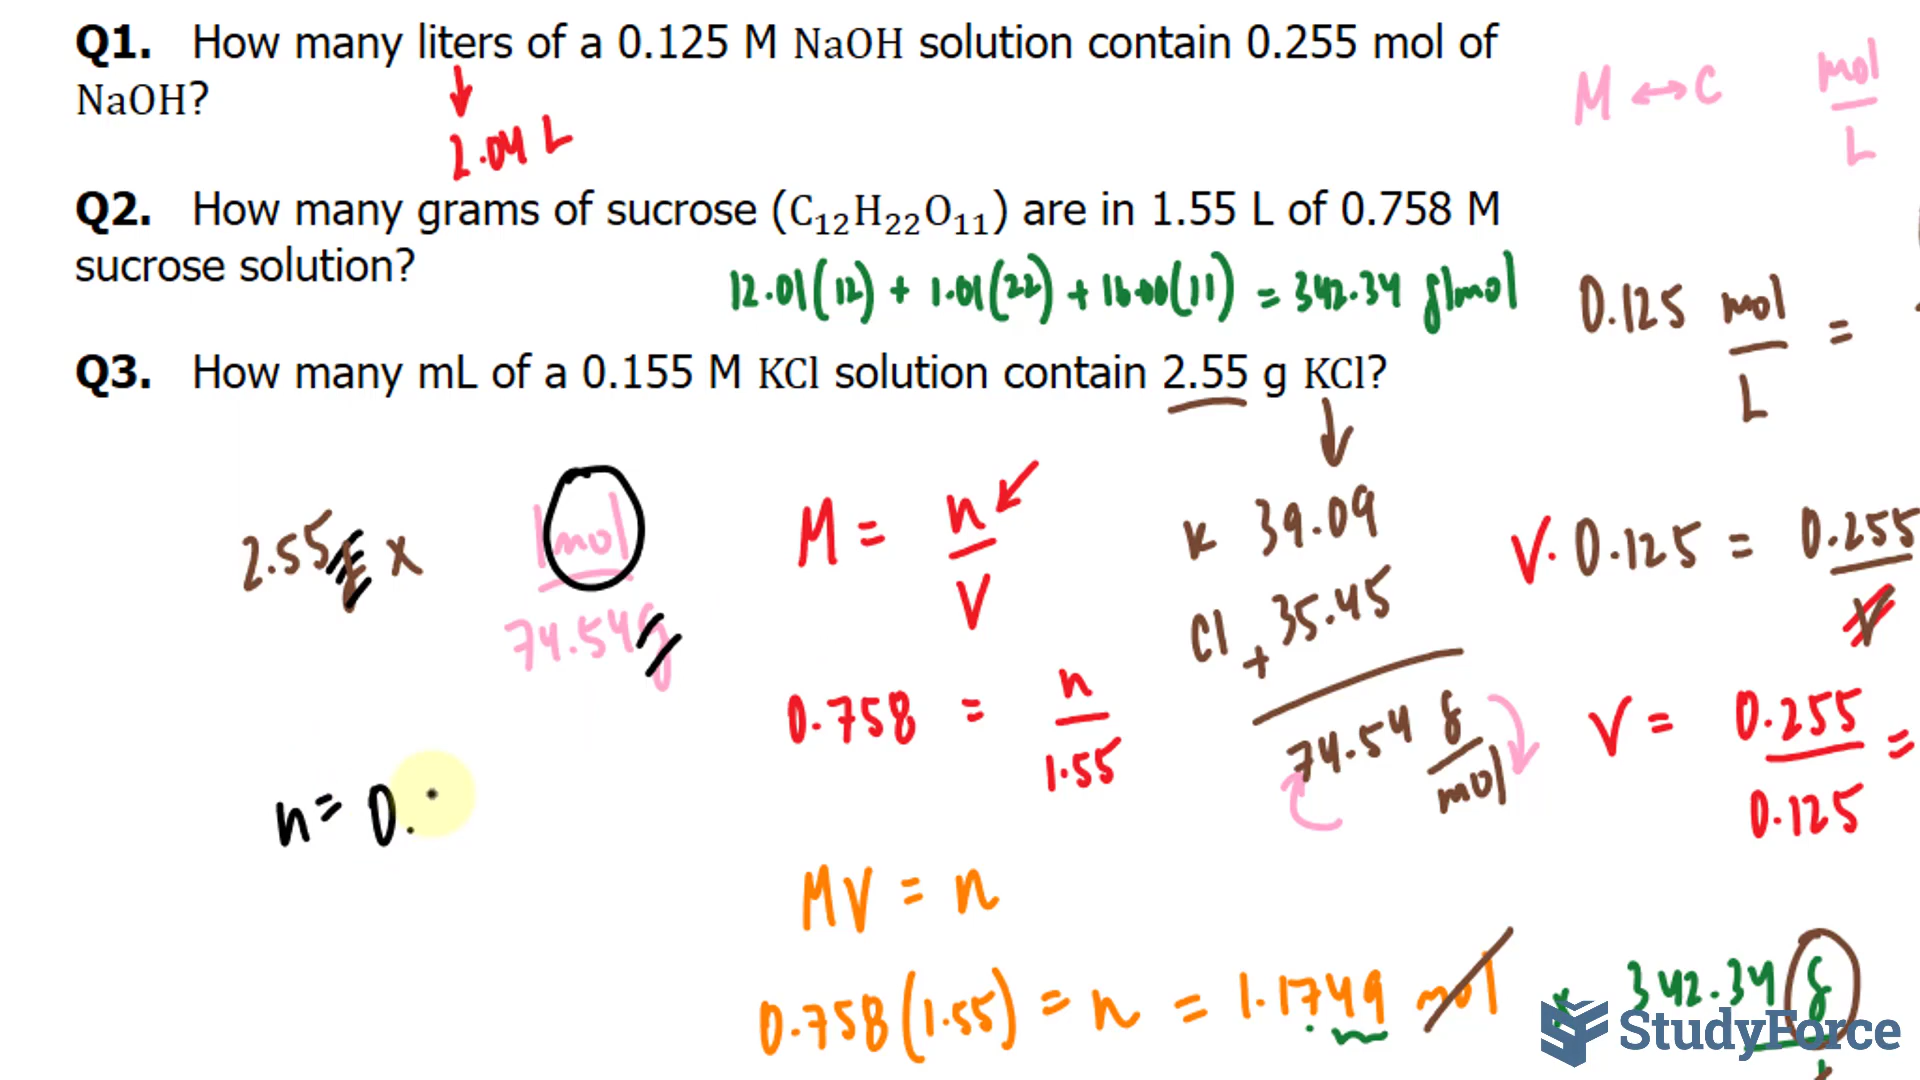 Q1. How many liters of a 0.125 M NaOH solution contain 0.255 mol of
NaOH?
2.04 L
M ↔ C mol
L
Q2. How many grams of sucrose (C₁₂H₂₂O₁₁) are in 1.55 L of 0.758 M
sucrose solution?
12.01(12) + 1.01(22) + 16.00(11) = 342.34 g/mol
0.125 mol =
L
Q3. How many mL of a 0.155 M KCl solution contain 2.55 g KCl?
2.55g x 1mol
74.54g
n = 0.
M = n
V
0.758 = n
1.55
K 39.09
Cl + 35.45
74.54 g
mol
V. 0.125 = 0.255
V
V = 0.255 =
0.125
MV = n
0.758(1.55) = n = 1.1749 mol × 342.34 g
StudyForce